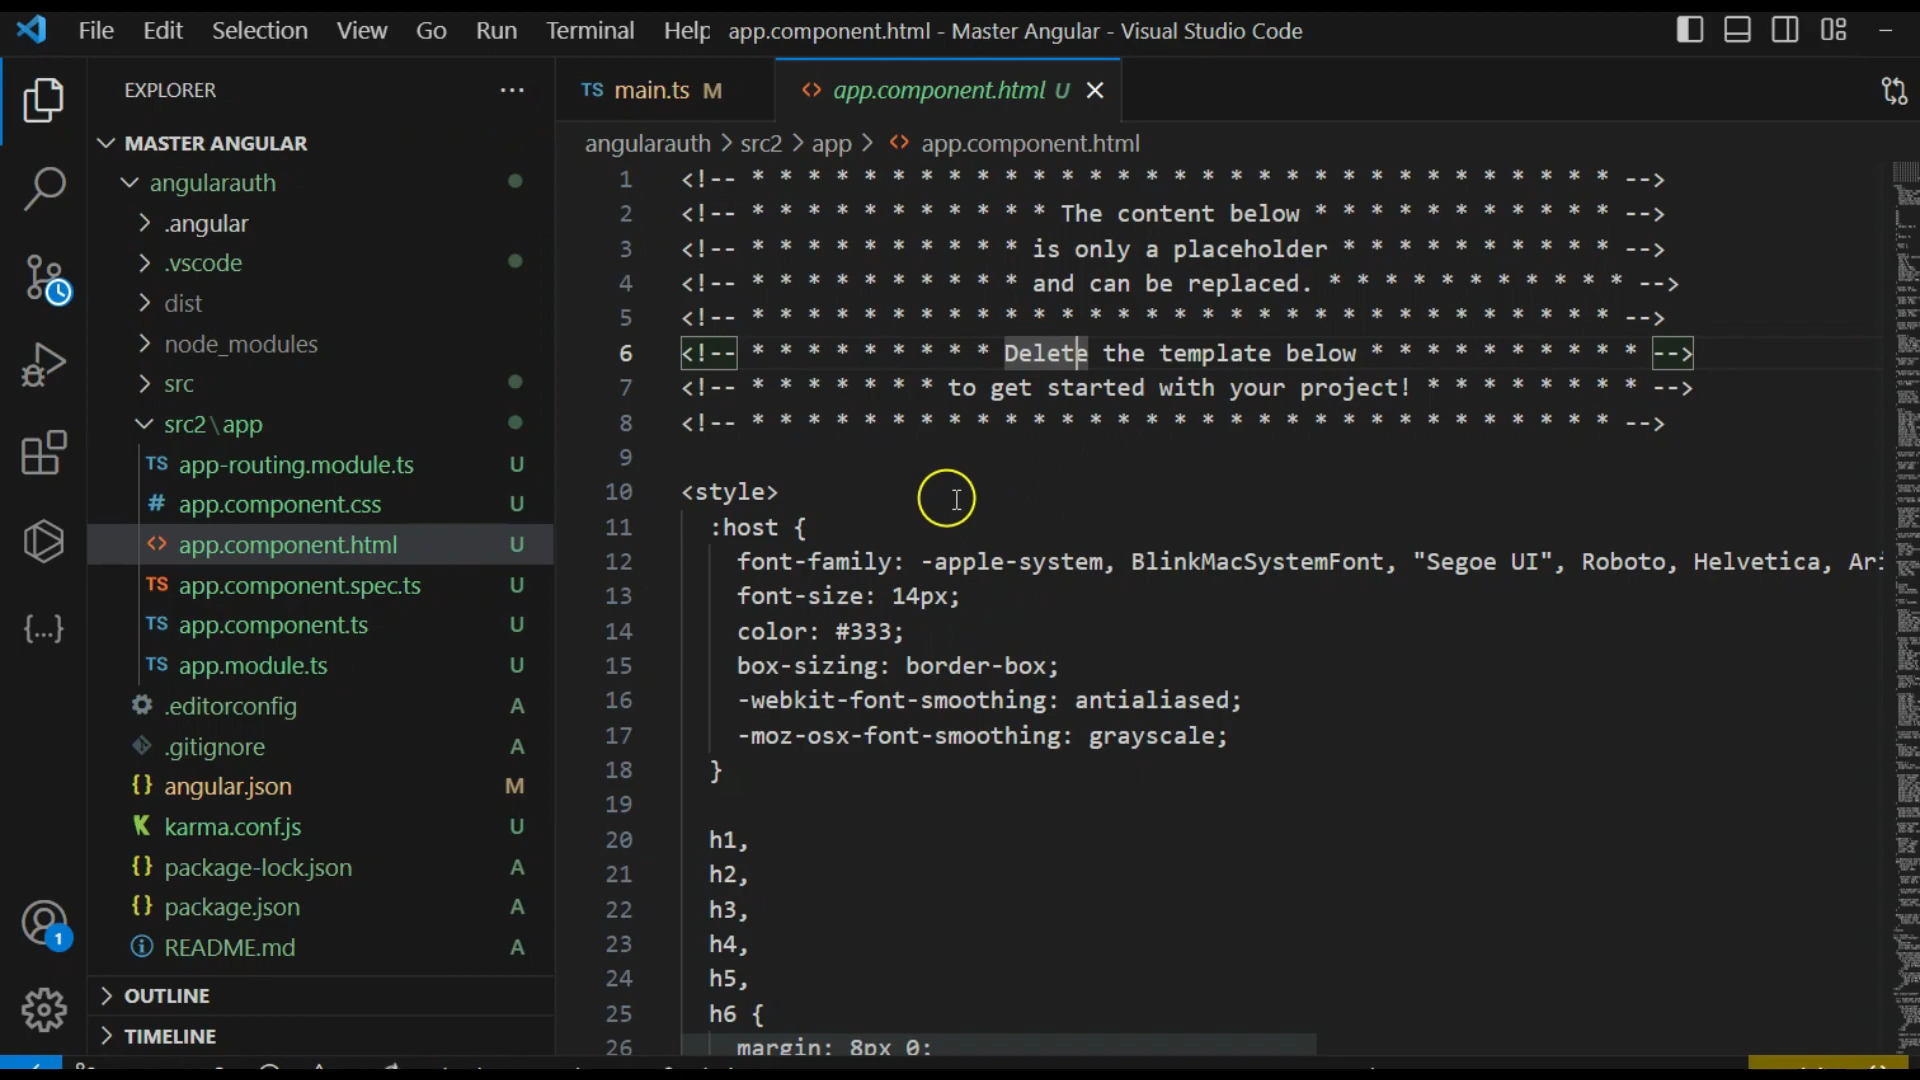 File Edit Selection View Go Run Terminal Help app.component.html - Master Angular - Visual Studio Code
EXPLORER
MASTER ANGULAR
angularauth
.angular
.vscode
dist
node_modules
src
src2\app
TS app-routing.module.ts U
# app.component.css U
<> app.component.html U
TS app.component.spec.ts U
TS app.component.ts U
TS app.module.ts U
.editorconfig A
.gitignore A
{} angular.json M
K karma.conf.js U
{} package-lock.json A
{} package.json A
README.md A
OUTLINE
TIMELINE
{...}
1
TS main.ts M
<> app.component.html U
angularauth > src2 > app > <> app.component.html
1 <!-- * * * * * * * * * * * * * * * * * * * * * * * * * * * * * * * -->
2 <!-- * * * * * * * * * * * The content below * * * * * * * * * * * -->
3 <!-- * * * * * * * * * * is only a placeholder * * * * * * * * * * -->
4 <!-- * * * * * * * * * * and can be replaced. * * * * * * * * * * * -->
5 <!-- * * * * * * * * * * * * * * * * * * * * * * * * * * * * * * * -->
6 <!-- * * * * * * * * * Delete the template below * * * * * * * * * * -->
7 <!-- * * * * * * * to get started with your project! * * * * * * * * -->
8 <!-- * * * * * * * * * * * * * * * * * * * * * * * * * * * * * * * -->
9
10 <style>
11 :host {
12 font-family: -apple-system, BlinkMacSystemFont, "Segoe UI", Roboto, Helvetica, Ari
13 font-size: 14px;
14 color: #333;
15 box-sizing: border-box;
16 -webkit-font-smoothing: antialiased;
17 -moz-osx-font-smoothing: grayscale;
18 }
19
20 h1,
21 h2,
22 h3,
23 h4,
24 h5,
25 h6 {
26 margin: 8px 0;